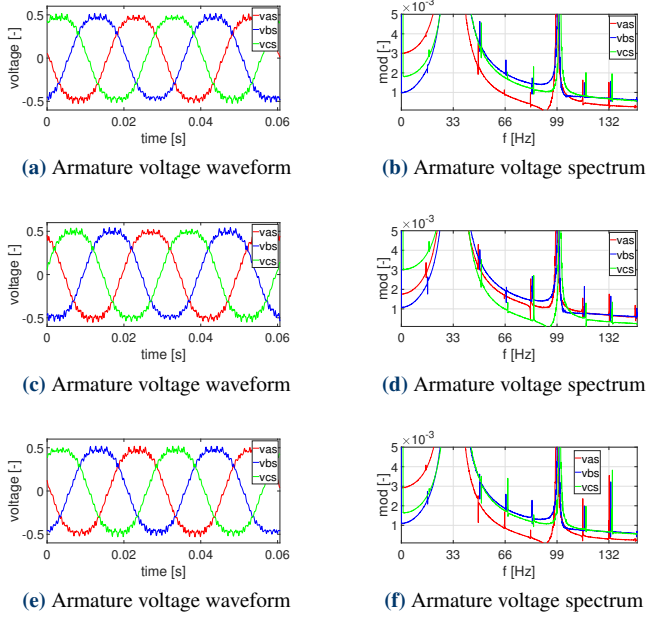 0.5
0
-0.5
voltage [-]
vas
vbs
vcs
0 0.02 0.04 0.06
time [s]
(a) Armature voltage waveform
×10⁻³
5
4
3
2
1
mod [-]
vas
vbs
vcs
0 33 66 99 132
f [Hz]
(b) Armature voltage spectrum
0.5
0
-0.5
voltage [-]
vas
vbs
vcs
0 0.02 0.04 0.06
time [s]
(c) Armature voltage waveform
×10⁻³
5
4
3
2
1
mod [-]
vas
vbs
vcs
0 33 66 99 132
f [Hz]
(d) Armature voltage spectrum
0.5
0
-0.5
voltage [-]
vas
vbs
vcs
0 0.02 0.04 0.06
time [s]
(e) Armature voltage waveform
×10⁻³
5
4
3
2
1
mod [-]
vas
vbs
vcs
0 33 66 99 132
f [Hz]
(f) Armature voltage spectrum